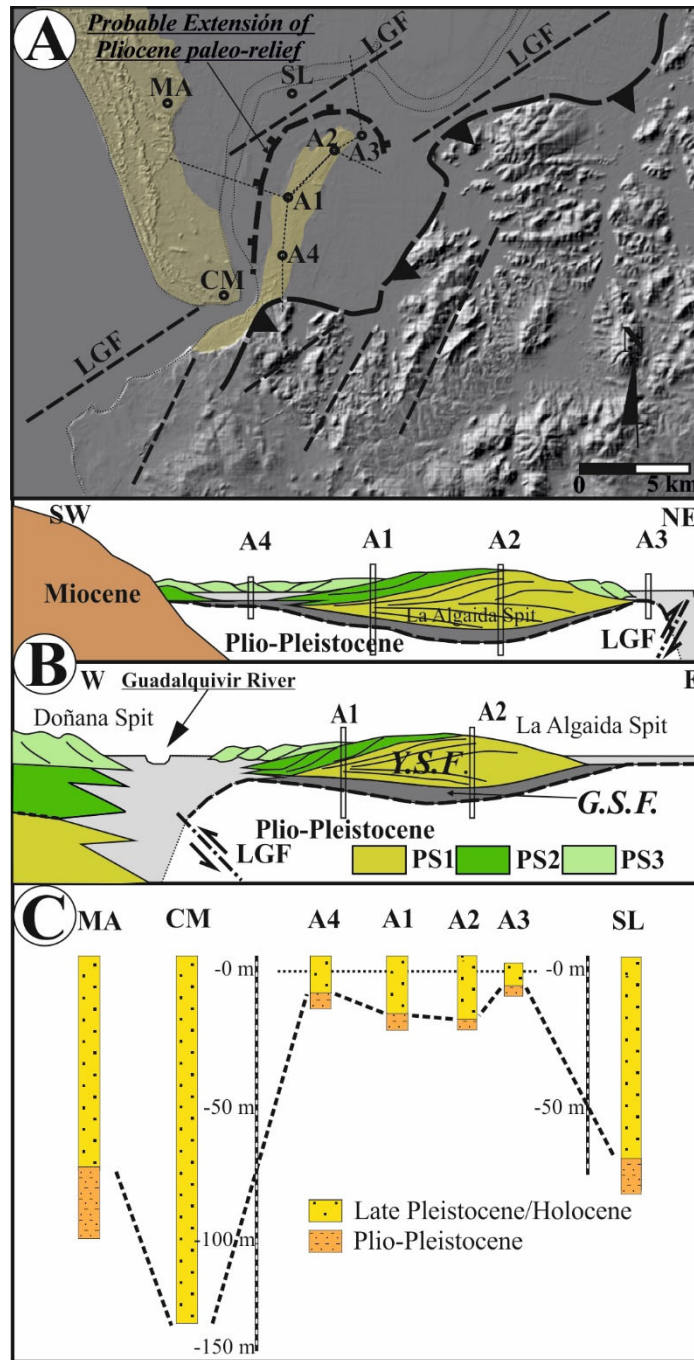 A
Probable Extensión of
Pliocene paleo-relief
LGF
MA
SL
LGF
A2
A3
A1
A4
CM
LGF
N
0 5 km
SW
NE
A4
A1
A2
A3
Miocene
La Algaida Spit
Plio-Pleistocene
LGF
B
W
Guadalquivir River
E
Doñana Spit
A1
A2
La Algaida Spit
Y.S.F.
G.S.F.
Plio-Pleistocene
LGF
PS1
PS2
PS3
C
MA
CM
A4
A1
A2
A3
SL
-0 m
-0 m
-50 m
-50 m
-100 m
-150 m
Late Pleistocene/Holocene
Plio-Pleistocene